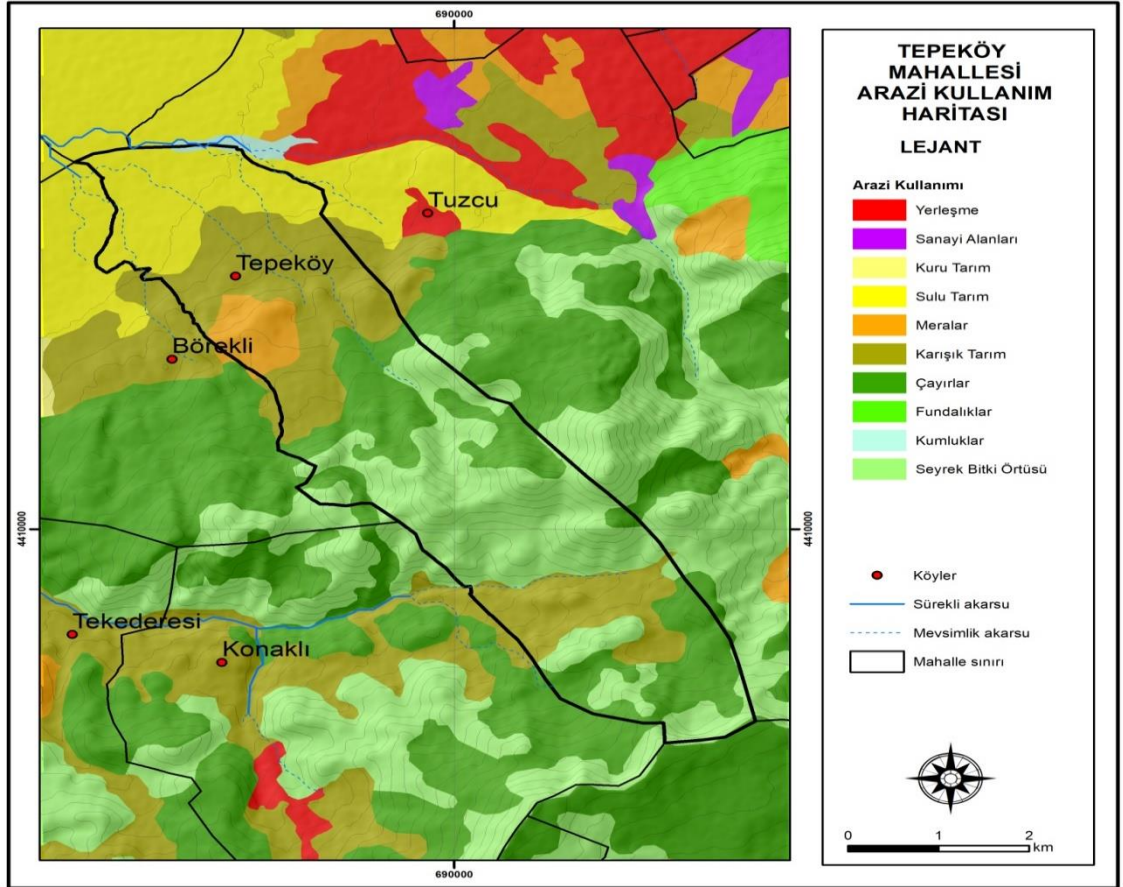 690000
Tuzcu
Tepeköy
Börekli
4410000
4410000
Tekederesi
Konaklı
690000
TEPEKÖY
MAHALLESİ
ARAZİ KULLANIM
HARİTASI
LEJANT
Arazi Kullanımı
Yerleşme
Sanayi Alanları
Kuru Tarım
Sulu Tarım
Meralar
Karışık Tarım
Çayırlar
Fundalıklar
Kumluklar
Seyrek Bitki Örtüsü
Köyler
Sürekli akarsu
Mevsimlik akarsu
Mahalle sınırı
0 1 2
km